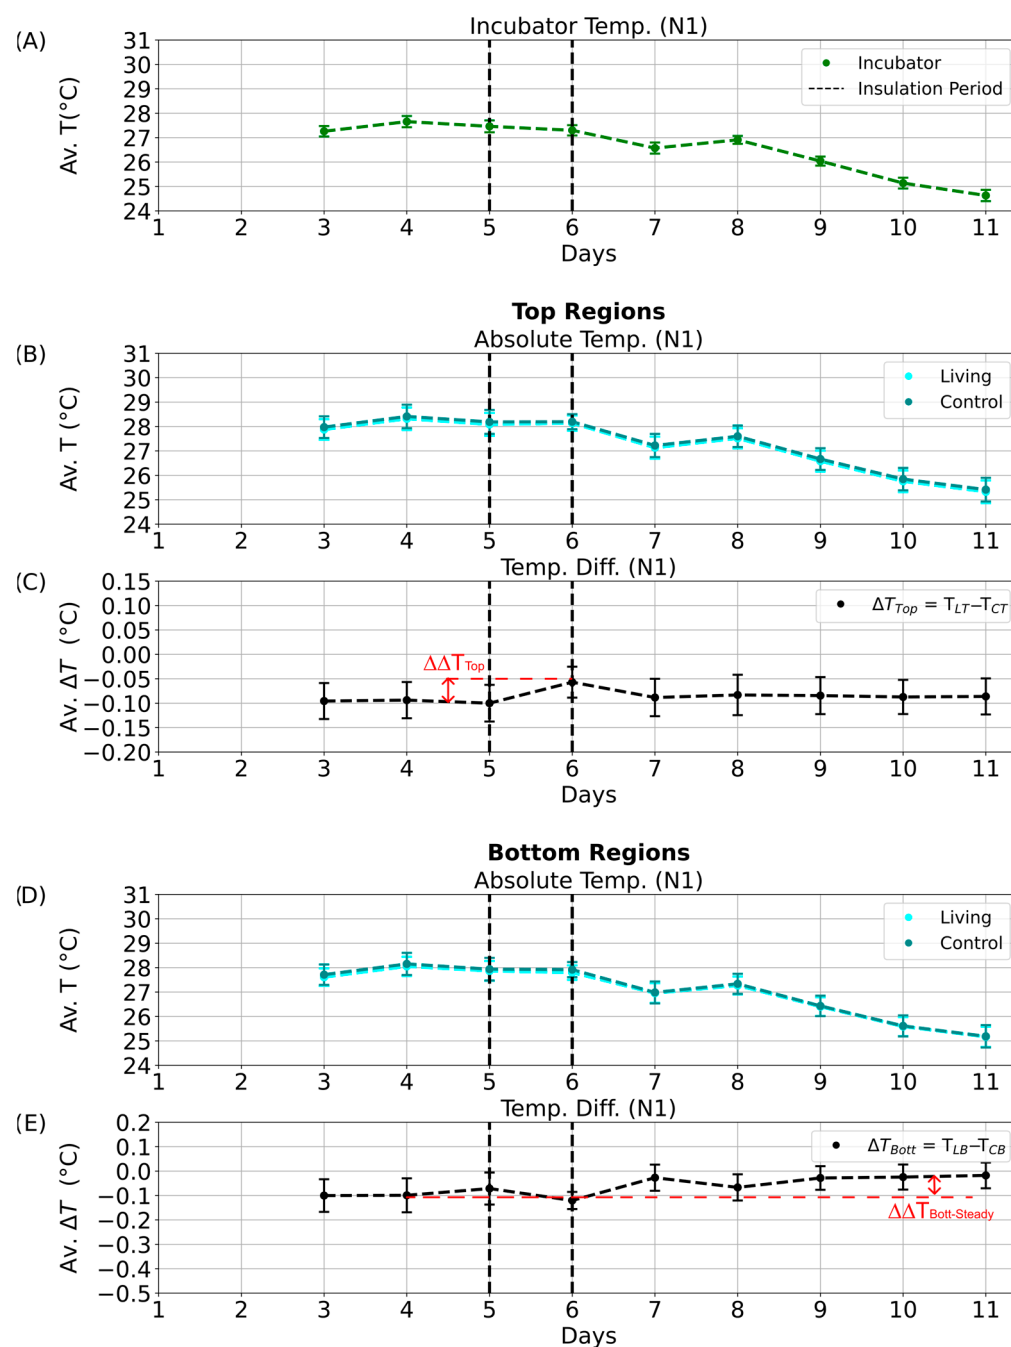 (A)
Incubator Temp. (N1)
31
30
29
28
27
26
25
24
Av. T(°C)
Incubator
Insulation Period
1 2 3 4 5 6 7 8 9 10 11
Days
Top Regions
(B)
Absolute Temp. (N1)
31
30
29
28
27
26
25
24
Av. T (°C)
Living
Control
1 2 3 4 5 6 7 8 9 10 11
(C)
Temp. Diff. (N1)
0.15
0.10
0.05
0.00
−0.05
−0.10
−0.15
−0.20
Av. ΔT (°C)
ΔT_Top = T_LT−T_CT
ΔΔT_Top
1 2 3 4 5 6 7 8 9 10 11
Days
Bottom Regions
(D)
Absolute Temp. (N1)
31
30
29
28
27
26
25
24
Av. T (°C)
Living
Control
1 2 3 4 5 6 7 8 9 10 11
(E)
Temp. Diff. (N1)
0.2
0.1
0.0
−0.1
−0.2
−0.3
−0.4
−0.5
Av. ΔT (°C)
ΔT_Bott = T_LB−T_CB
ΔΔT_Bott-Steady
1 2 3 4 5 6 7 8 9 10 11
Days